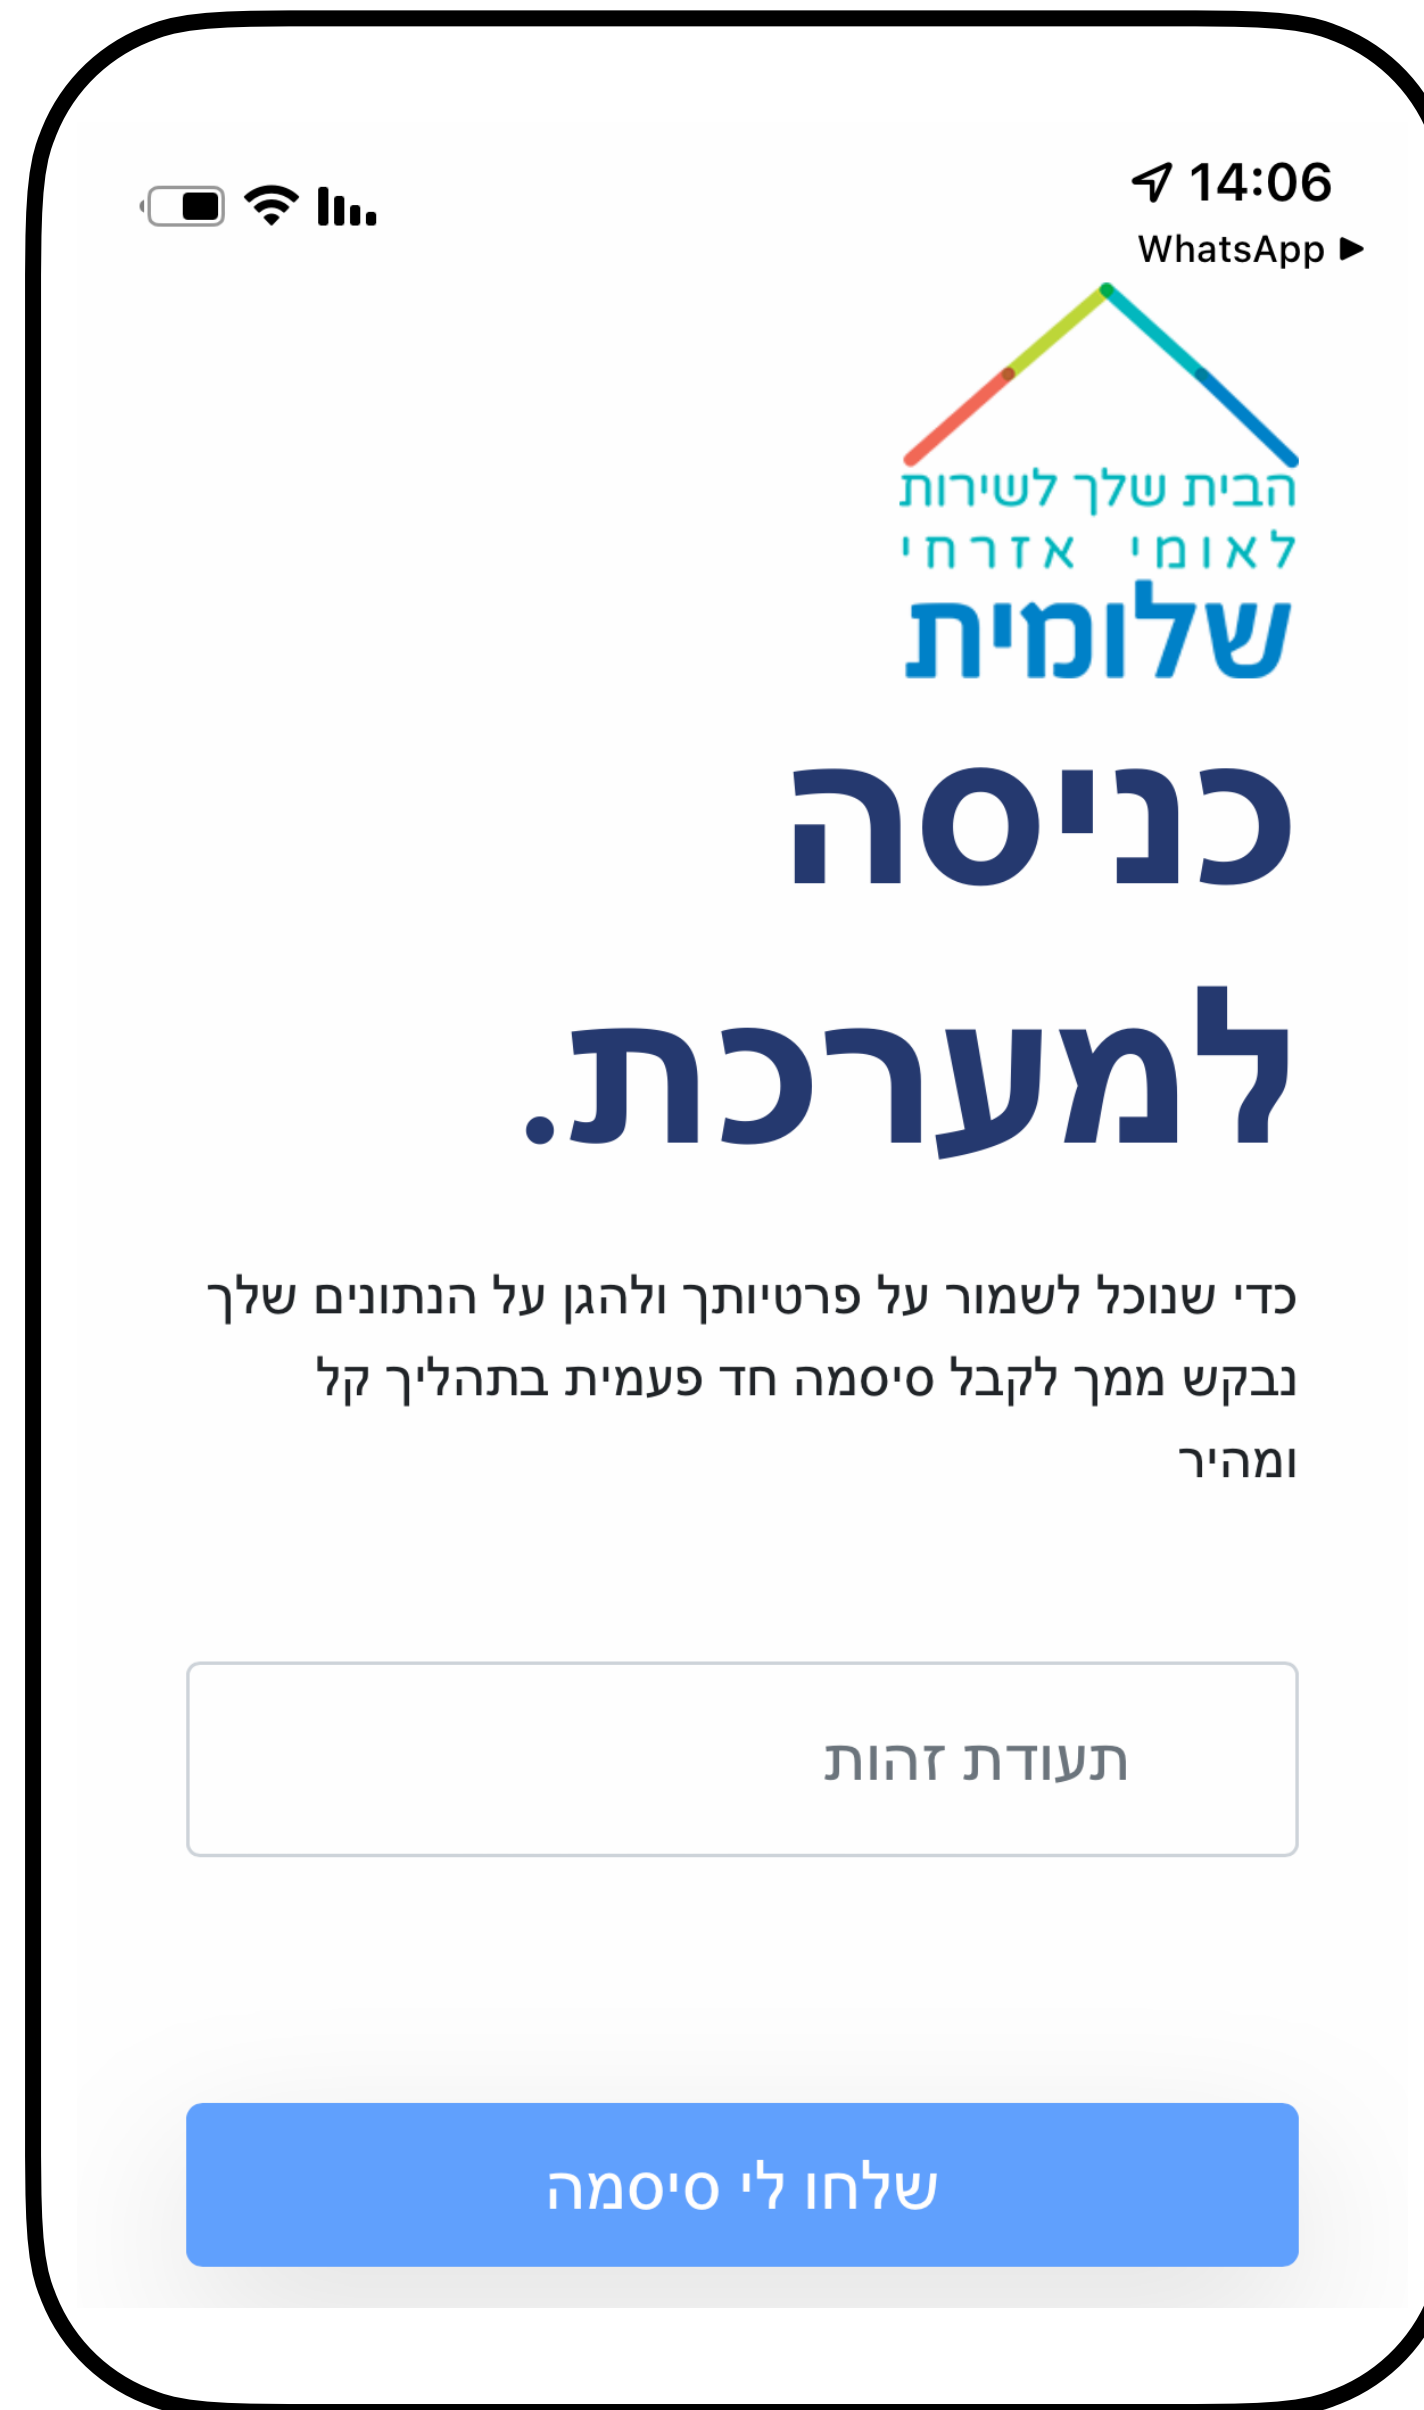 14:06
WhatsApp
הבית שלך לשירות
לאומי אזרחי
שלומית
כניסה
למערכת.
כדי שנוכל לשמור על פרטיותך ולהגן על הנתונים שלך
נבקש ממך לקבל סיסמה חד פעמית בתהליך קל
ומהיר
תעודת זהות
שלחו לי סיסמה